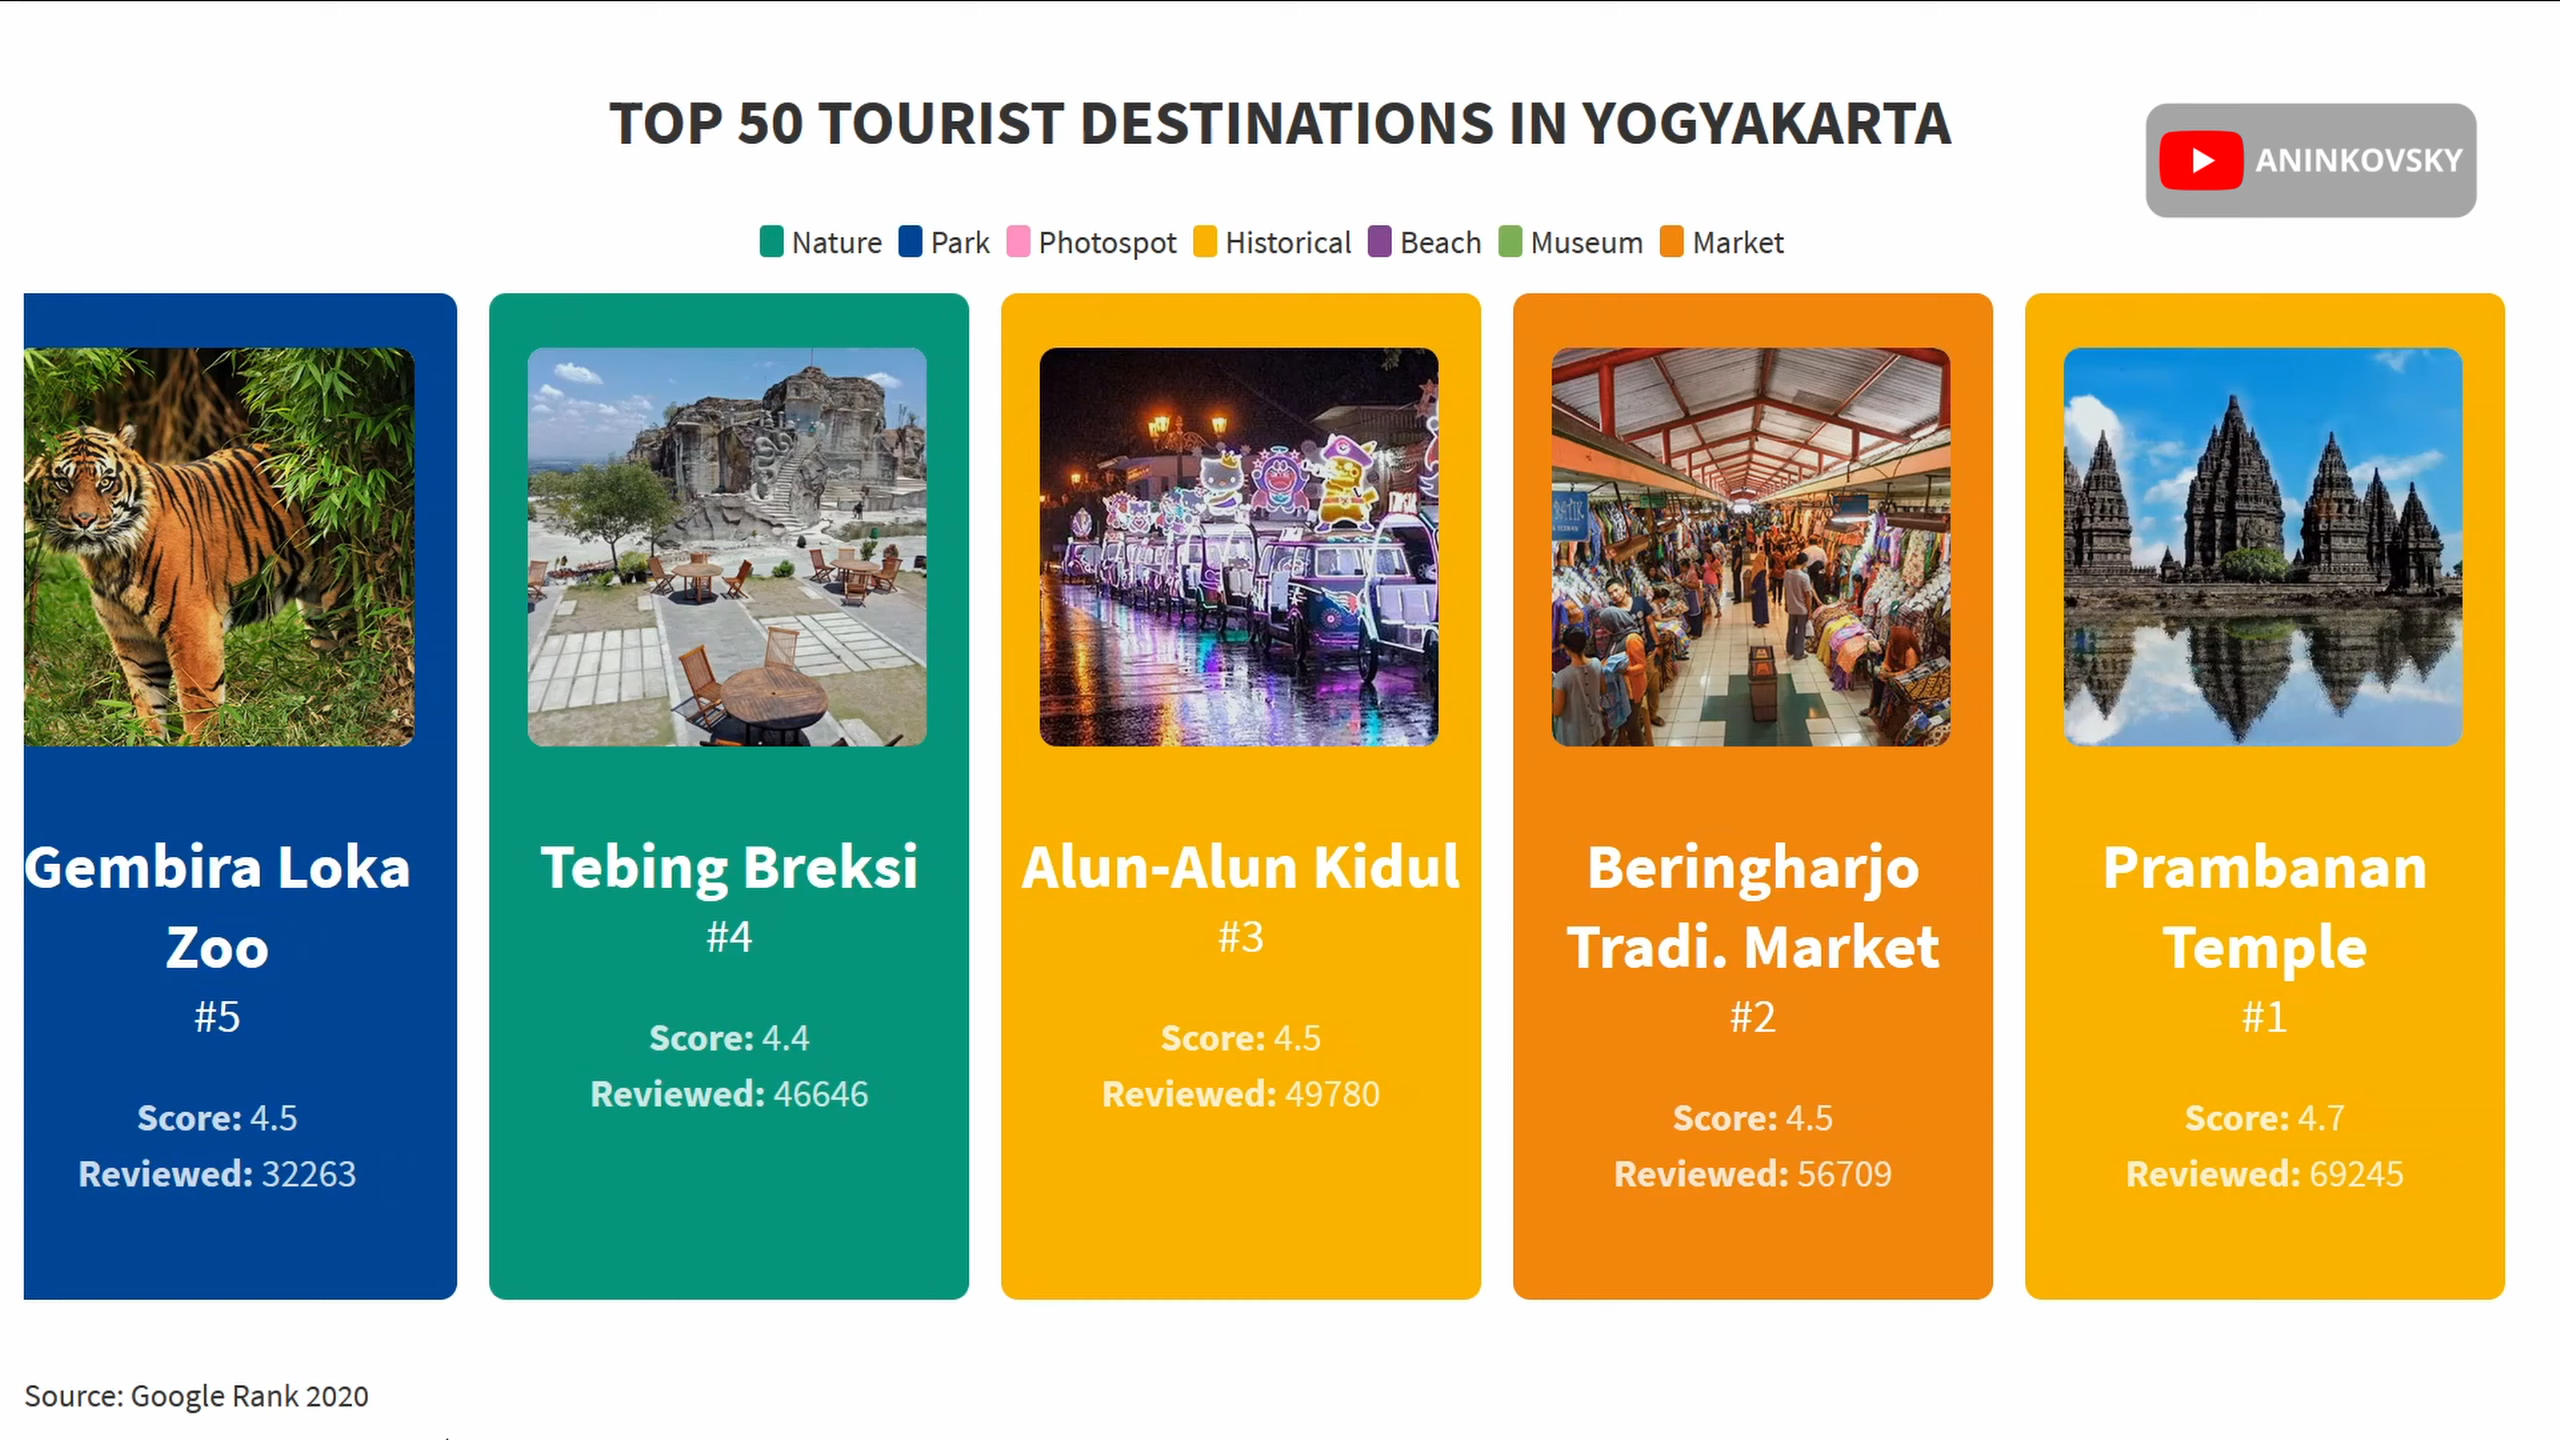 TOP 50 TOURIST DESTINATIONS IN YOGYAKARTA
ANINKOVSKY
Nature Park Photospot Historical Beach Museum Market
Gembira Loka
Zoo
#5
Score: 4.5
Reviewed: 32263
Tebing Breksi
#4
Score: 4.4
Reviewed: 46646
Alun-Alun Kidul
#3
Score: 4.5
Reviewed: 49780
Beringharjo
Tradi. Market
#2
Score: 4.5
Reviewed: 56709
Prambanan
Temple
#1
Score: 4.7
Reviewed: 69245
Source: Google Rank 2020